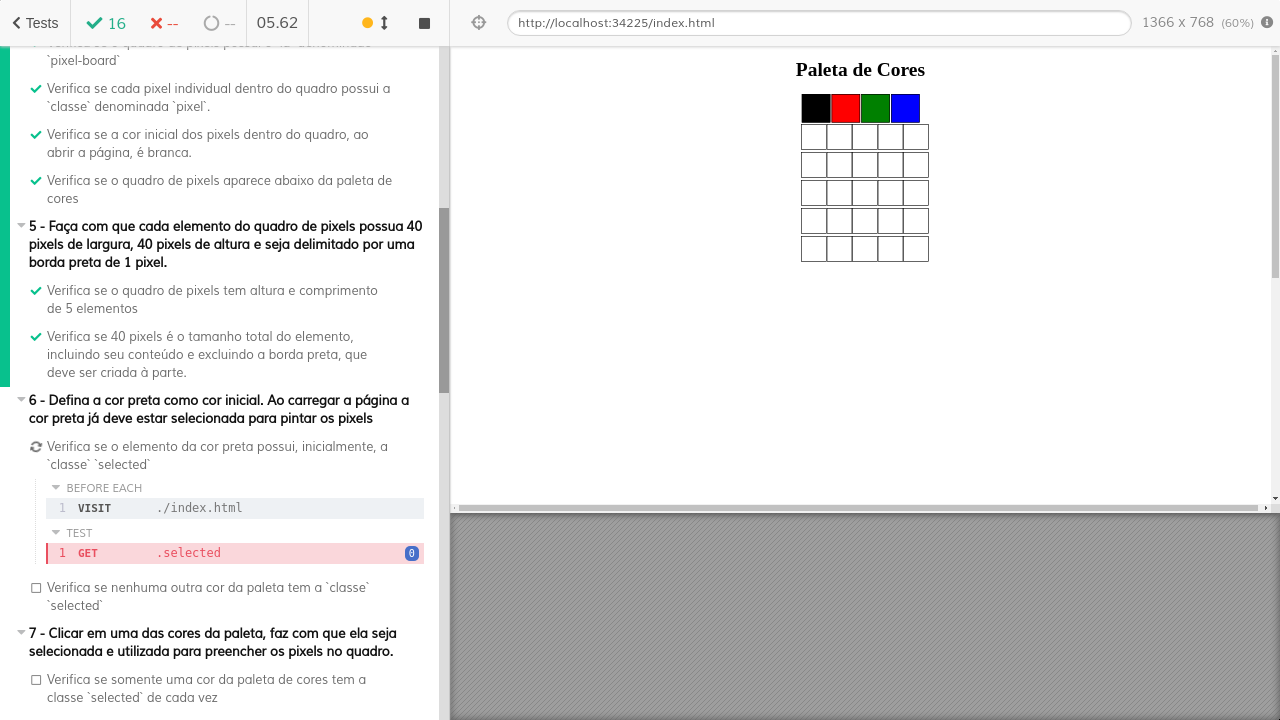 Tests
16
--
--
05.62
http://localhost:34225/index.html
1366 x 768 (60%)
`pixel-board`
Verifica se cada pixel individual dentro do quadro possui a
`classe` denominada `pixel`.
Verifica se a cor inicial dos pixels dentro do quadro, ao
abrir a página, é branca.
Verifica se o quadro de pixels aparece abaixo da paleta de
cores
5 - Faça com que cada elemento do quadro de pixels possua 40
pixels de largura, 40 pixels de altura e seja delimitado por uma
borda preta de 1 pixel.
Verifica se o quadro de pixels tem altura e comprimento
de 5 elementos
Verifica se 40 pixels é o tamanho total do elemento,
incluindo seu conteúdo e excluindo a borda preta, que
deve ser criada à parte.
6 - Defina a cor preta como cor inicial. Ao carregar a página a
cor preta já deve estar selecionada para pintar os pixels
Verifica se o elemento da cor preta possui, inicialmente, a
`classe` `selected`
BEFORE EACH
1 VISIT ./index.html
TEST
1 GET .selected 0
Verifica se nenhuma outra cor da paleta tem a `classe`
`selected`
7 - Clicar em uma das cores da paleta, faz com que ela seja
selecionada e utilizada para preencher os pixels no quadro.
Verifica se somente uma cor da paleta de cores tem a
classe `selected` de cada vez
Paleta de Cores